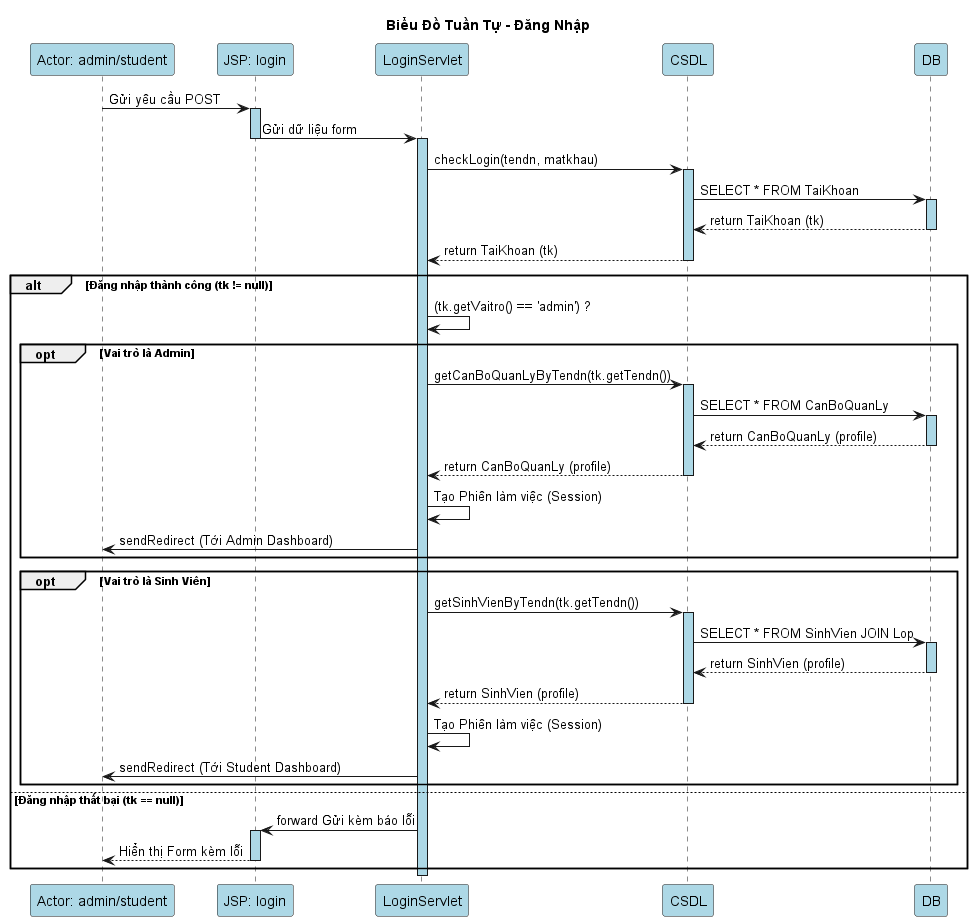 Biểu Đồ Tuần Tự - Đăng Nhập
Actor: admin/student
JSP: login
LoginServlet
CSDL
DB
Gửi yêu cầu POST
Gửi dữ liệu form
checkLogin(tendn, matkhau)
SELECT * FROM TaiKhoan
return TaiKhoan (tk)
return TaiKhoan (tk)
alt
[Đăng nhập thành công (tk != null)]
(tk.getVaitro() == 'admin') ?
opt
[Vai trò là Admin]
getCanBoQuanLyByTendn(tk.getTendn())
SELECT * FROM CanBoQuanLy
return CanBoQuanLy (profile)
return CanBoQuanLy (profile)
Tạo Phiên làm việc (Session)
sendRedirect (Tới Admin Dashboard)
opt
[Vai trò là Sinh Viên]
getSinhVienByTendn(tk.getTendn())
SELECT * FROM SinhVien JOIN Lop
return SinhVien (profile)
return SinhVien (profile)
Tạo Phiên làm việc (Session)
sendRedirect (Tới Student Dashboard)
[Đăng nhập thất bại (tk == null)]
forward Gửi kèm báo lỗi
Hiển thị Form kèm lỗi
Actor: admin/student
JSP: login
LoginServlet
CSDL
DB